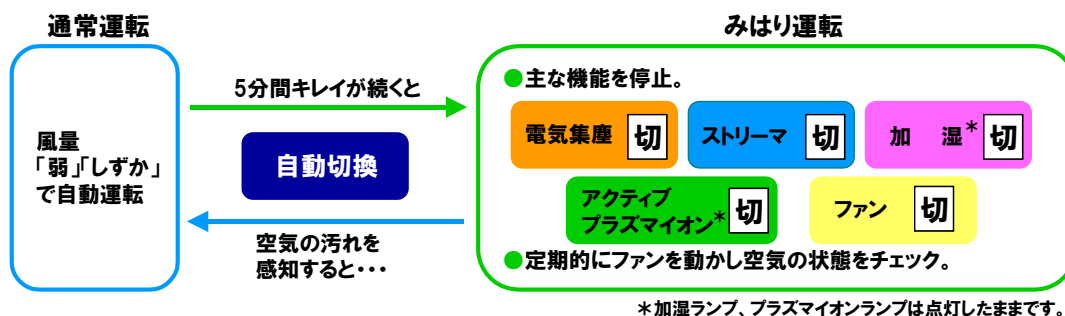 通常運転
風量
「弱」「しずか」
で自動運転
5分間キレイが続くと
自動切換
空気の汚れを
感知すると・・・
みはり運転
●主な機能を停止。
電気集塵 切
ストリーマ 切
加 湿* 切
アクティブ
プラズマイオン* 切
ファン 切
●定期的にファンを動かし空気の状態をチェック。
*加湿ランプ、プラズマイオンランプは点灯したままです。